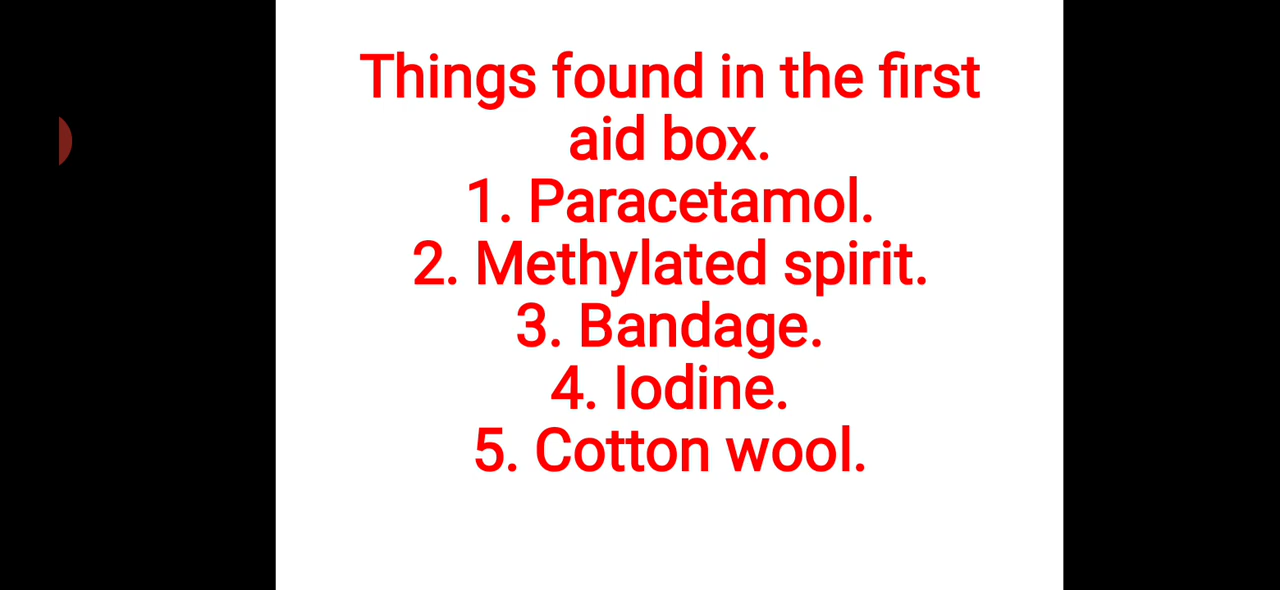 Things found in the first
aid box.
1. Paracetamol.
2. Methylated spirit.
3. Bandage.
4. Iodine.
5. Cotton wool.